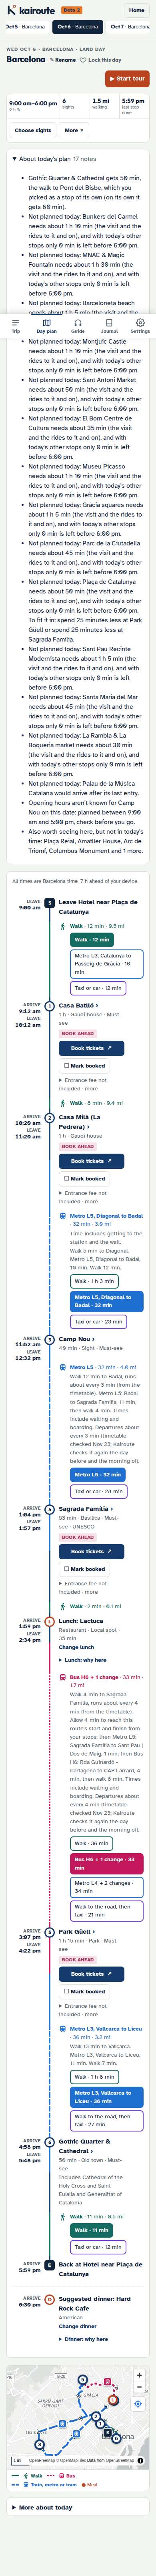 kairoute Beta 3 Home
Oct 5 · Barcelona Oct 6 · Barcelona Oct 7 · Barcelona
WED OCT 6 · BARCELONA · LAND DAY
Barcelona Rename Lock this day
▶ Start tour
9:00 am–6:00 pm 6 1.5 mi 5:59 pm
sights walking last stop done
Choose sights More ▾
▼ About today's plan 17 notes
Gothic Quarter & Cathedral gets 50 min,
the walk to Pont del Bisbe, which you
pick as you go past it on its own (it
gets 60 min).
Not planned today: Bunkers del Carmel
needs about 1 h 10 min (the visit and
the rides to it and on), and with
today's other stops only 0 min is left
before 6:00 pm.
Not planned today: MNAC & Magic
Fountain needs about 1 h 30 min (the
visit and the rides to it and on), with
today's other stops only 0 min is left
before 6:00 pm.
Not planned today: Barceloneta beach
Trip Day plan Guide Journal Settings
Not planned today: Montjuïc Castle
needs about 1 h 10 min (the visit and
the rides to it and on), and with
today's other stops only 0 min is left
before 6:00 pm.
Not planned today: Sant Antoni Market
needs about 50 min (the visit and the
rides to it and on), and with today's
other stops only 0 min is left before
6:00 pm.
Not planned today: El Born Centre de
Cultura needs about 35 min (the visit
and the rides to it and on), and with
today's other stops only 0 min is left
before 6:00 pm.
Not planned today: Museu Picasso
needs about 1 h 10 min (the visit and
the rides to it and on), and with
today's other stops only 0 min is left
before 6:00 pm.
Not planned today: Gràcia squares needs
about 1 h 5 min (the visit and the rides to
it and on), and with today's other stops
only 0 min is left before 6:00 pm.
Not planned today: Parc de la Ciutadella
needs about 1 h (the visit and the rides
to it and on), and with today's other
stops only 0 min is left before 6:00 pm.
Not planned today: Plaça de Catalunya
needs about 50 min (the visit and the
rides to it and on), and with today's
other stops only 0 min is left before
6:00 pm.
To fit it in: spend 25 minutes less at Park
Güell or spend 25 minutes less at
Sagrada Família.
Not planned today: Sant Pau Recinte
Modernista needs about 1 h 5 min (the
visit and the rides to it and on), and
with today's other stops only 0 min is
left before 6:00 pm.
Not planned today: Santa Maria del Mar
needs about 45 min (the visit and the
rides to it and on), and with today's
other stops only 0 min is left before
6:00 pm.
Not planned today: La Rambla & La
Boqueria market needs about 30 min
(the visit and the rides to it and on), and
with today's other stops only 0 min is left
before 6:00 pm.
Not planned today: Palau de la Música
Catalana would arrive after its last entry.
Opening hours aren't known for Camp
Nou on this date: planned between 9:00
am and 5:00 pm, check before you go.
Also worth seeing here, but not in today's
time: Plaça Reial, Amatller House, Arc de
Triomf, Columbus Monument and 1 more.
All times are Barcelona time, 7 h ahead of your device.
LEAVE 9:00 am
S Leave Hotel near Plaça de
Catalunya
Walk · 12 min · 0.5 mi
Walk · 12 min
Metro L3, Catalunya to
Passeig de Gràcia · 10
min
Taxi or car · 12 min
ARRIVE 9:12 am
LEAVE 10:12 am
1 Casa Batlló ›
1 h · Gaudí house · Must-
see
BOOK AHEAD
Book tickets ↗
Mark booked
▶ Entrance fee not
included · more
Walk · 8 min · 0.4 mi
ARRIVE 10:20 am
LEAVE 11:20 am
2 Casa Milà (La
Pedrera) ›
1 h · Gaudí house
BOOK AHEAD
Book tickets ↗
Mark booked
▶ Entrance fee not
included · more
Metro L5, Diagonal to Badal
· 32 min · 3.0 mi
Time includes getting to the
station and the wait.
Walk 5 min to Diagonal.
Metro L5, Diagonal to Badal,
10 min. Walk 12 min.
Walk · 1 h 3 min
Metro L5, Diagonal to
Badal · 32 min
Taxi or car · 23 min
ARRIVE 11:52 am
LEAVE 12:32 pm
3 Camp Nou ›
40 min · Sight · Must-see
Metro L5 · 32 min · 4.0 mi
Walk 12 min to Badal, runs
about every 3 min (from the
timetable). Metro L5: Badal
to Sagrada Família, 11 min,
then walk 4 min. Times
include waiting and
boarding. Departures about
every 3 min (timetable
checked Nov 23; Kairoute
checks it again the day
before and the morning of).
Metro L5 · 32 min
Taxi or car · 28 min
ARRIVE 1:04 pm
LEAVE 1:57 pm
4 Sagrada Família ›
53 min · Basilica · Must-
see · UNESCO
BOOK AHEAD
Book tickets ↗
Mark booked
▶ Entrance fee not
included · more
Walk · 2 min · 0.1 mi
ARRIVE 1:59 pm
LEAVE 2:34 pm
L Lunch: Lactuca
Restaurant · Local spot ·
35 min
Change lunch
▶ Lunch: why here
Bus H6 + 1 change · 33 min ·
1.7 mi
Walk 4 min to Sagrada
Família, runs about every 4
min (from the timetable).
Allow 4 min to reach this
route's start and finish from
your stops; then Metro L5:
Sagrada Família to Sant Pau |
Dos de Maig, 1 min; then Bus
H6: Rda Guinardó -
Cartagena to CAP Larrard, 4
min, then walk 8 min. Times
include waiting and
boarding. Departures about
every 4 min (timetable
checked Nov 23; Kairoute
checks it again the day
before and the morning of).
Walk · 36 min
Bus H6 + 1 change · 33
min
Metro L4 + 2 changes ·
34 min
Walk to the road, then
taxi · 21 min
ARRIVE 3:07 pm
LEAVE 4:22 pm
5 Park Güell ›
1 h 15 min · Park · Must-
see
BOOK AHEAD
Book tickets ↗
Mark booked
▶ Entrance fee not
included · more
Metro L3, Vallcarca to Liceu
· 36 min · 3.2 mi
Walk 13 min to Vallcarca.
Metro L3, Vallcarca to Liceu,
11 min. Walk 7 min.
Walk · 1 h 8 min
Metro L3, Vallcarca to
Liceu · 36 min
Walk to the road, then
taxi · 27 min
ARRIVE 4:58 pm
LEAVE 5:48 pm
6 Gothic Quarter &
Cathedral ›
50 min · Old town · Must-
see
Includes Cathedral of the
Holy Cross and Saint
Eulalia and Generalitat of
Catalonia
Walk · 11 min · 0.5 mi
Walk · 11 min
Taxi or car · 12 min
ARRIVE 5:59 pm
Back at Hotel near Plaça de
Catalunya
6:30 pm
D Suggested dinner: Hard
Rock Cafe
American
Change dinner
▶ Dinner: why here
+
−
SARRIÀ-SANT
GERVASI
GRÀCIA
1 mi OpenFreeMap © OpenMapTiles Data from OpenStreetMap
Walk Bus
Train, metro or tram Meal
▶ More about today